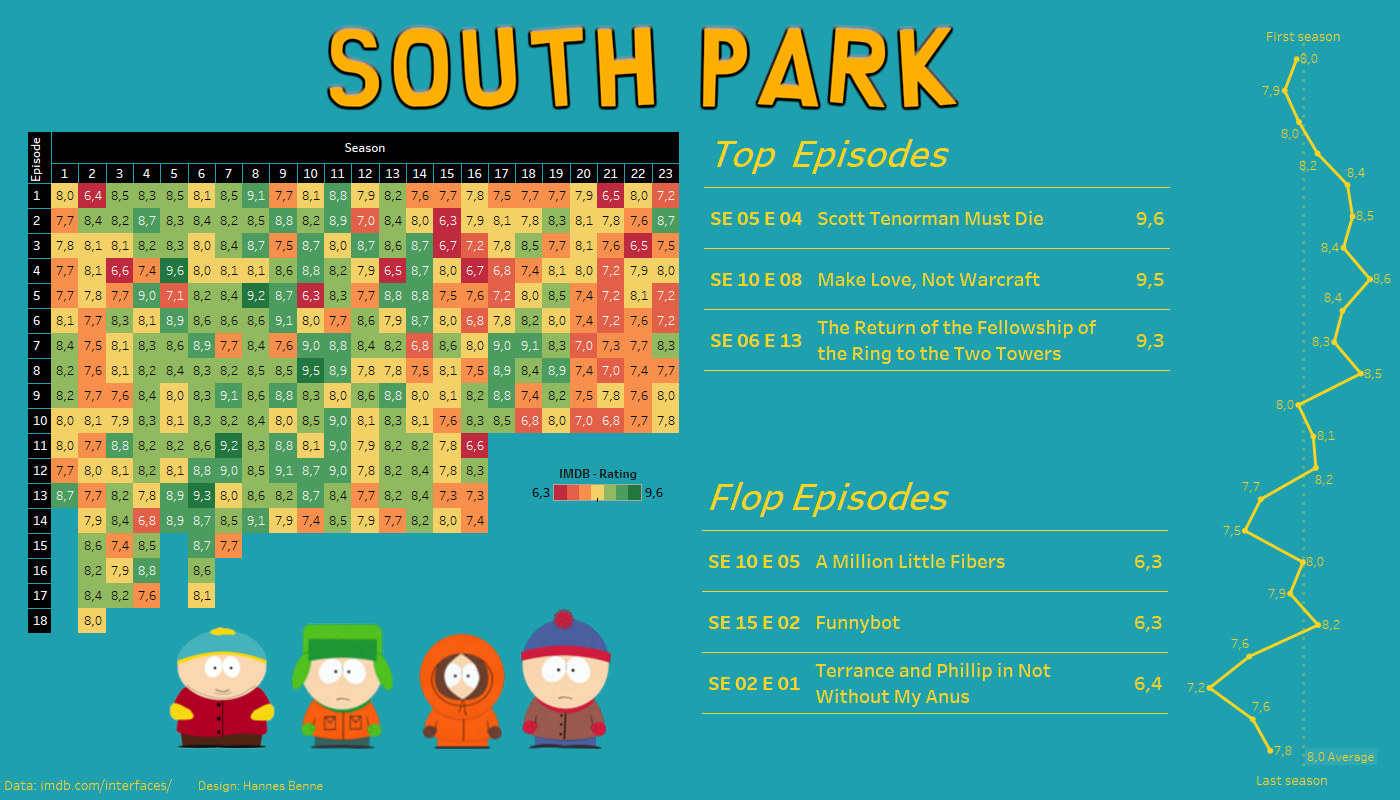 SOUTH PARK
Episode
Season
1 2 3 4 5 6 7 8 9 10 11 12 13 14 15 16 17 18 19 20 21 22 23
1 8,0 6,4 8,5 8,3 8,5 8,1 8,5 9,1 7,7 8,1 8,8 7,9 8,2 7,6 7,7 7,8 7,5 7,7 7,7 7,9 6,5 8,0 7,2
2 7,7 8,4 8,2 8,7 8,3 8,4 8,2 8,5 8,8 8,2 8,9 7,0 8,4 8,0 6,3 7,9 8,1 7,8 8,3 8,1 7,8 7,6 8,7
3 7,8 8,1 8,1 8,2 8,3 8,0 8,4 8,7 7,5 8,7 8,0 8,7 8,6 8,7 6,7 7,2 7,8 8,5 7,7 8,1 7,6 6,5 7,5
4 7,7 8,1 6,6 7,4 9,6 8,0 8,1 8,1 8,6 8,8 8,2 7,9 6,5 8,7 8,0 6,7 6,8 7,4 8,1 8,0 7,2 7,9 8,0
5 7,7 7,8 7,7 9,0 7,1 8,2 8,4 9,2 8,7 6,3 8,3 7,7 8,8 8,8 7,5 7,6 7,2 8,0 8,5 7,4 7,2 8,1 7,2
6 8,1 7,7 8,3 8,1 8,9 8,6 8,6 8,6 9,1 8,0 7,7 8,6 7,9 8,7 8,0 6,8 7,8 8,2 8,0 7,4 7,2 7,6 7,2
7 8,4 7,5 8,1 8,3 8,6 8,9 7,7 8,4 7,6 9,0 8,8 8,4 8,2 6,8 8,6 8,0 9,0 9,1 8,3 7,0 7,3 7,7 8,3
8 8,2 7,6 8,1 8,2 8,4 8,3 8,2 8,5 8,5 9,5 8,9 7,8 7,8 7,5 8,1 7,5 8,9 8,4 8,9 7,4 7,0 7,4 7,7
9 8,2 7,7 7,6 8,4 8,0 8,3 9,1 8,6 8,8 8,3 8,0 8,6 8,8 8,0 8,1 8,2 8,8 7,4 8,2 7,5 7,8 7,6 8,0
10 8,0 8,1 7,9 8,3 8,1 8,3 8,2 8,4 8,0 8,5 9,0 8,1 8,3 8,1 7,6 8,3 8,5 6,8 8,0 7,0 6,8 7,7 7,8
11 8,0 7,7 8,8 8,2 8,2 8,6 9,2 8,3 8,8 8,1 9,0 7,9 8,2 8,2 7,8 6,6
12 7,7 8,0 8,1 8,2 8,1 8,8 9,0 8,5 9,1 8,7 9,0 7,8 8,2 8,4 7,8 8,3
13 8,7 7,7 8,2 7,8 8,9 9,3 8,0 8,6 8,2 8,7 8,4 7,7 8,2 8,4 7,3 7,3
14 7,9 8,4 6,8 8,9 8,7 8,5 9,1 7,9 7,4 8,5 7,9 7,7 8,2 8,0 7,4
15 8,6 7,4 8,5 8,7 7,7
16 8,2 7,9 8,8 8,6
17 8,4 8,2 7,6 8,1
18 8,0
IMDB - Rating
6,3 9,6
Top Episodes
SE 05 E 04 Scott Tenorman Must Die 9,6
SE 10 E 08 Make Love, Not Warcraft 9,5
SE 06 E 13 The Return of the Fellowship of
the Ring to the Two Towers 9,3
Flop Episodes
SE 10 E 05 A Million Little Fibers 6,3
SE 15 E 02 Funnybot 6,3
SE 02 E 01 Terrance and Phillip in Not
Without My Anus 6,4
First season
8,0
7,9
8,0
8,2
8,4
8,5
8,4
8,6
8,4
8,3
8,5
8,0
8,1
8,2
7,7
7,5
8,0
7,9
8,2
7,6
7,2
7,6
7,8
8,0 Average
Last season
Data: imdb.com/interfaces/ Design: Hannes Benne